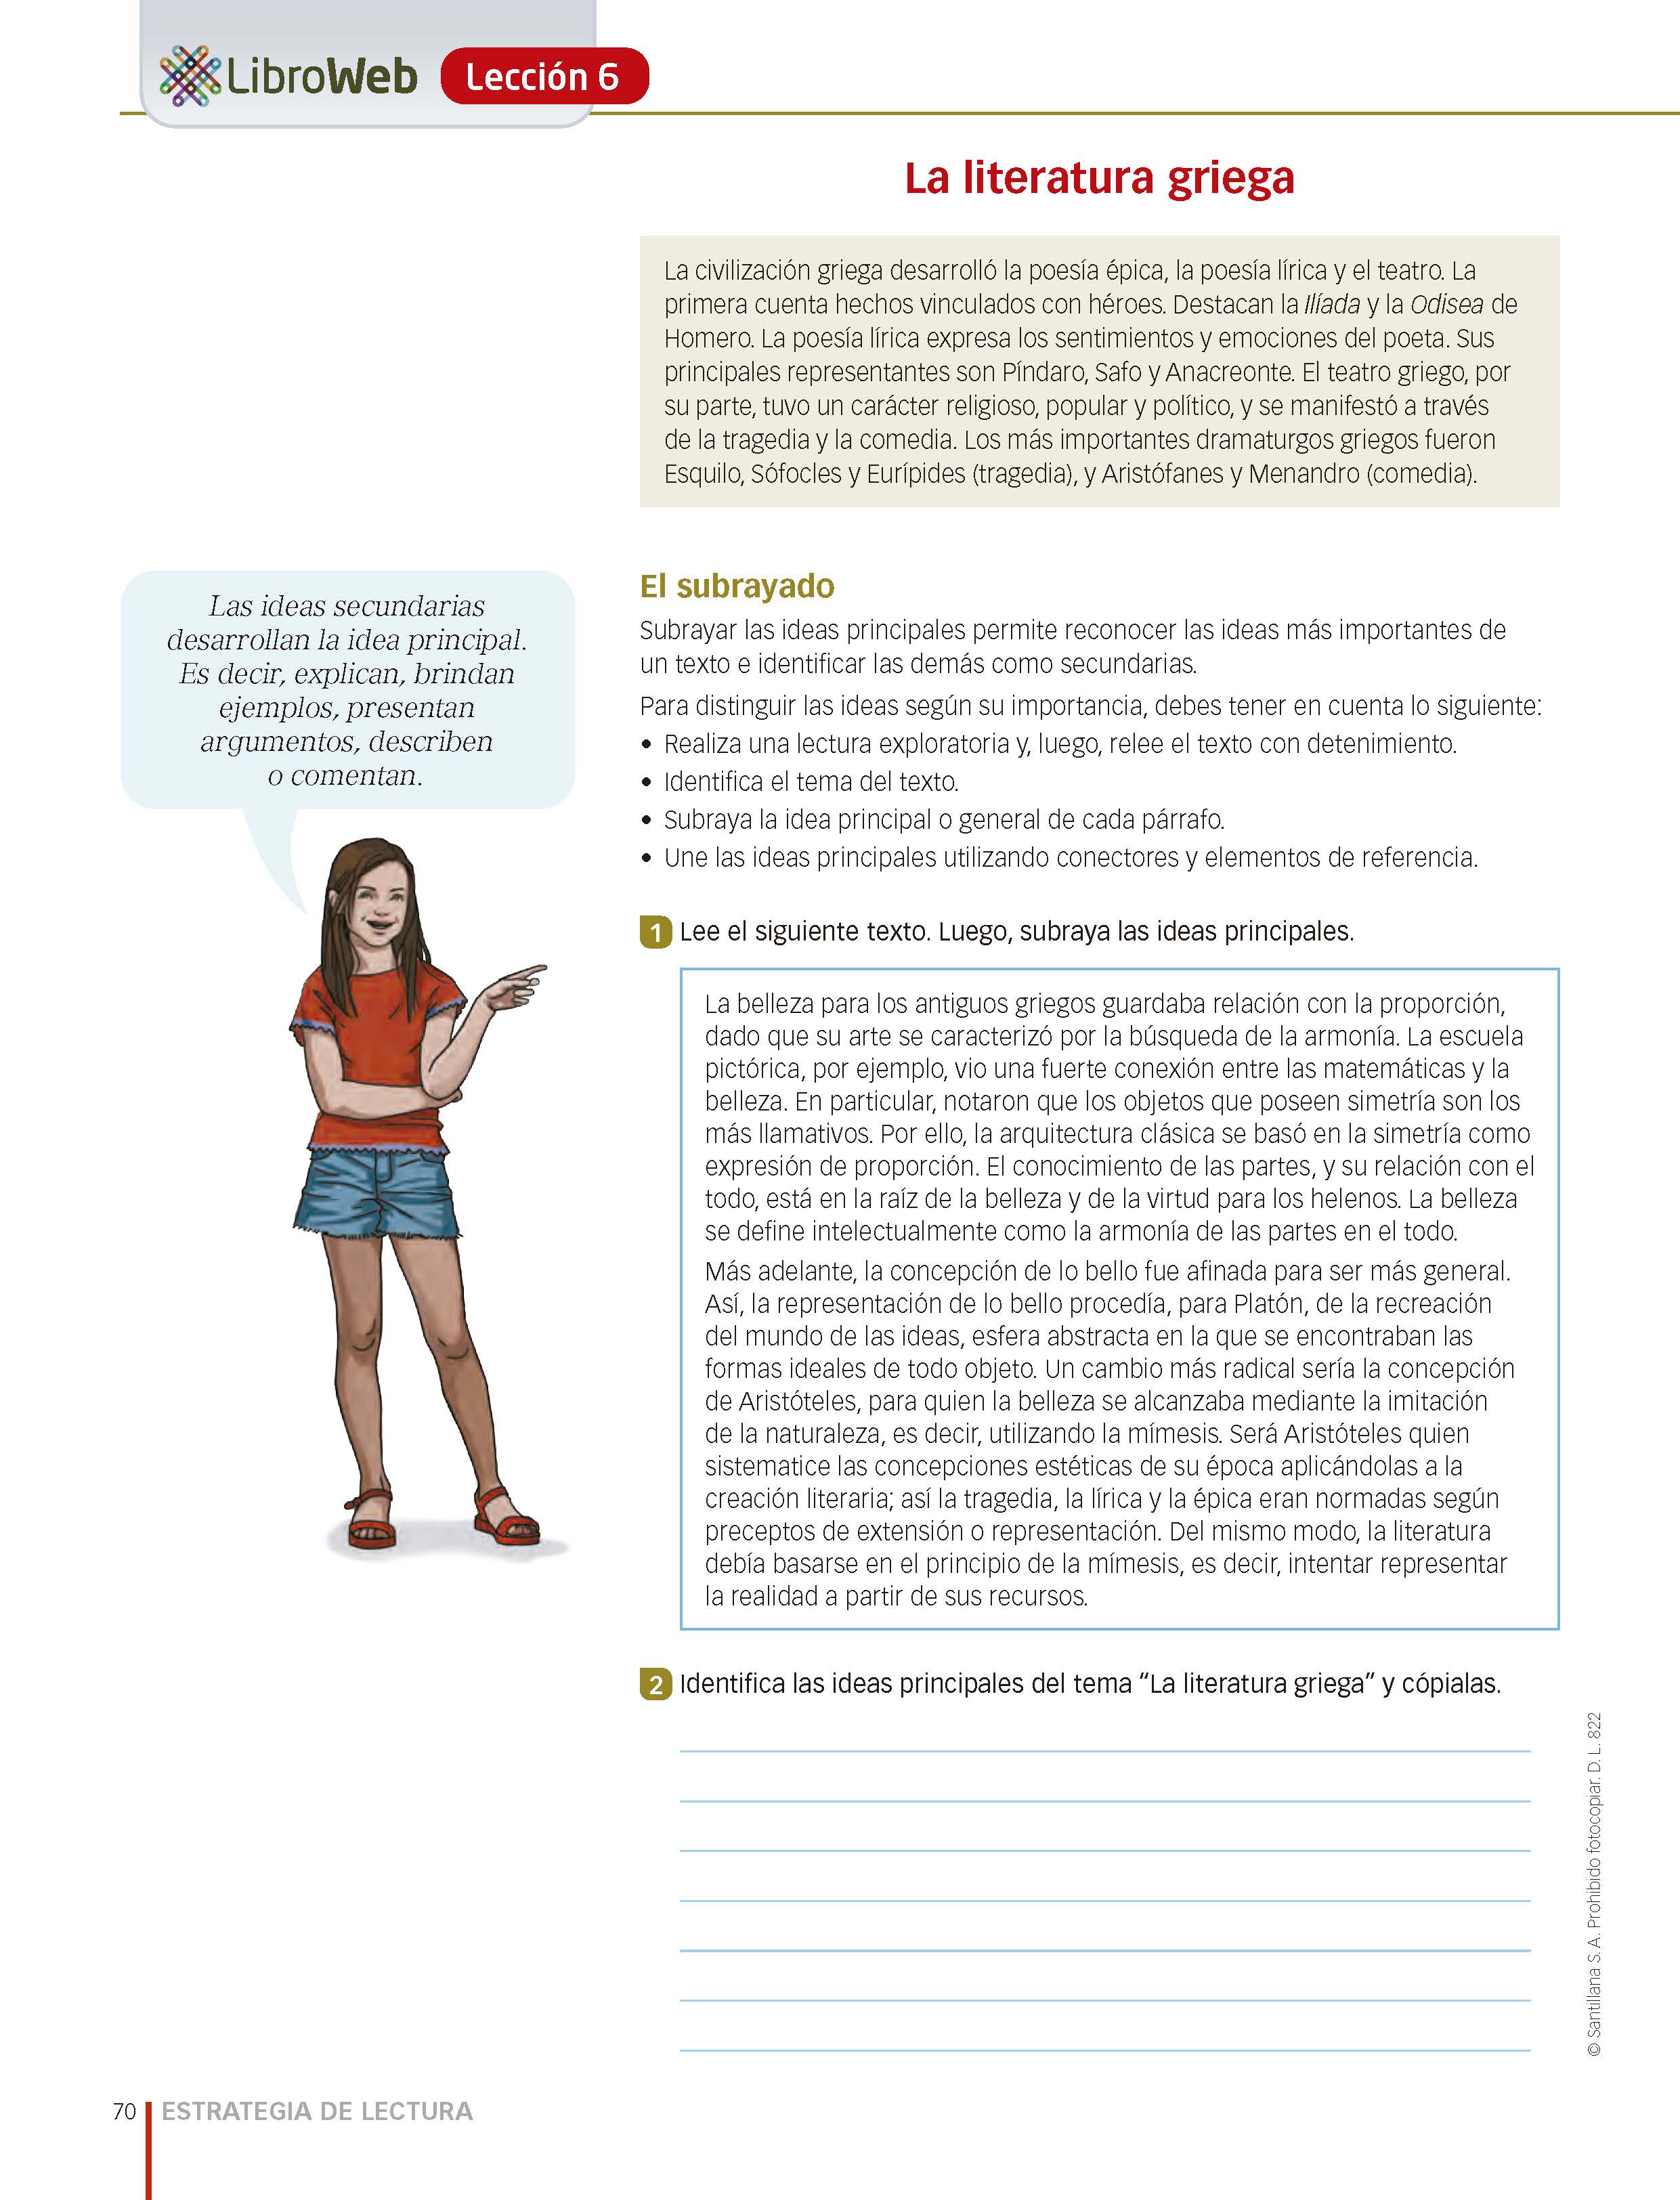 LibroWeb Lección 6
La literatura griega
La civilización griega desarrolló la poesía épica, la poesía lírica y el teatro. La
primera cuenta hechos vinculados con héroes. Destacan la Ilíada y la Odisea de
Homero. La poesía lírica expresa los sentimientos y emociones del poeta. Sus
principales representantes son Píndaro, Safo y Anacreonte. El teatro griego, por
su parte, tuvo un carácter religioso, popular y político, y se manifestó a través
de la tragedia y la comedia. Los más importantes dramaturgos griegos fueron
Esquilo, Sófocles y Eurípides (tragedia), y Aristófanes y Menandro (comedia).
Las ideas secundarias
desarrollan la idea principal.
Es decir, explican, brindan
ejemplos, presentan
argumentos, describen
o comentan.
El subrayado
Subrayar las ideas principales permite reconocer las ideas más importantes de
un texto e identificar las demás como secundarias.
Para distinguir las ideas según su importancia, debes tener en cuenta lo siguiente:
• Realiza una lectura exploratoria y, luego, relee el texto con detenimiento.
• Identifica el tema del texto.
• Subraya la idea principal o general de cada párrafo.
• Une las ideas principales utilizando conectores y elementos de referencia.
1 Lee el siguiente texto. Luego, subraya las ideas principales.
La belleza para los antiguos griegos guardaba relación con la proporción,
dado que su arte se caracterizó por la búsqueda de la armonía. La escuela
pictórica, por ejemplo, vio una fuerte conexión entre las matemáticas y la
belleza. En particular, notaron que los objetos que poseen simetría son los
más llamativos. Por ello, la arquitectura clásica se basó en la simetría como
expresión de proporción. El conocimiento de las partes, y su relación con el
todo, está en la raíz de la belleza y de la virtud para los helenos. La belleza
se define intelectualmente como la armonía de las partes en el todo.
Más adelante, la concepción de lo bello fue afinada para ser más general.
Así, la representación de lo bello procedía, para Platón, de la recreación
del mundo de las ideas, esfera abstracta en la que se encontraban las
formas ideales de todo objeto. Un cambio más radical sería la concepción
de Aristóteles, para quien la belleza se alcanzaba mediante la imitación
de la naturaleza, es decir, utilizando la mímesis. Será Aristóteles quien
sistematice las concepciones estéticas de su época aplicándolas a la
creación literaria; así la tragedia, la lírica y la épica eran normadas según
preceptos de extensión o representación. Del mismo modo, la literatura
debía basarse en el principio de la mímesis, es decir, intentar representar
la realidad a partir de sus recursos.
2 Identifica las ideas principales del tema “La literatura griega” y cópialas.
© Santillana S. A. Prohibido fotocopiar. D. L. 822
70 ESTRATEGIA DE LECTURA